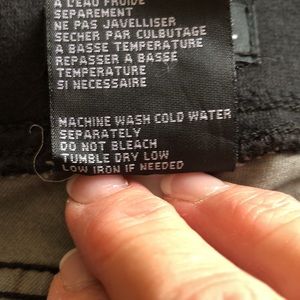 A L'EAU FROIDE
SEPAREMENT
NE PAS JAVELLISER
SECHER PAR CULBUTAGE
A BASSE TEMPERATURE
REPASSER A BASSE
TEMPERATURE
SI NECESSAIRE
MACHINE WASH COLD WATER
SEPARATELY
DO NOT BLEACH
TUMBLE DRY LOW
LOW IRON IF NEEDED